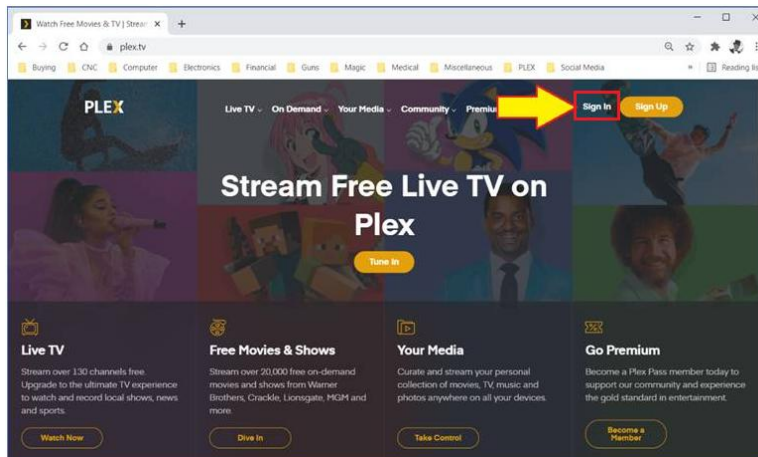 Watch Free Movies & TV | Stream
plex.tv
Buying CNC Computer Electronics Financial Guns Magic Medical Miscellaneous PLEX Social Media » Reading list
PLEX Live TV On Demand Your Media Community Sign In Sign Up
Stream Free Live TV on
Plex
Tune In
Live TV
Stream over 130 channels free.
Upgrade to the ultimate TV experience
to watch and record local shows, news
and sports.
Watch Now
Free Movies & Shows
Stream over 20,000 free on-demand
movies and shows from Warner
Brothers, Crackle, Lionsgate, MGM and
more.
Dive In
Your Media
Curate and stream your personal
collection of movies, TV, music and
photos anywhere on all your devices.
Take Control
Go Premium
Become a Plex Pass member today to
support our community and experience
the gold standard in entertainment.
Become a
Member